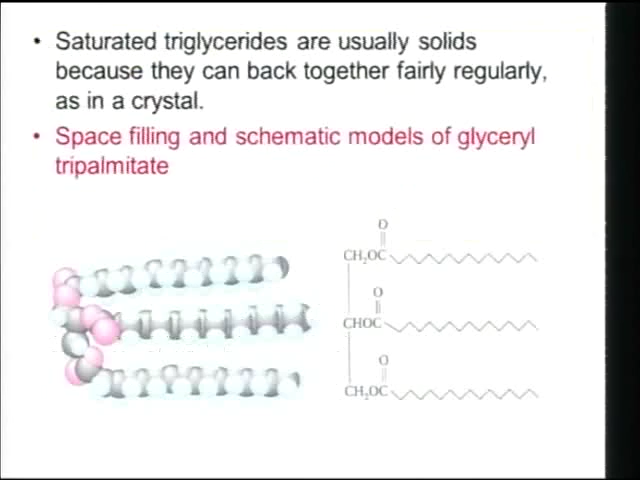 • Saturated triglycerides are usually solids
because they can back together fairly regularly,
as in a crystal.
• Space filling and schematic models of glyceryl
tripalmitate
O
CH₂OC
O
CHOC
O
CH₂OC